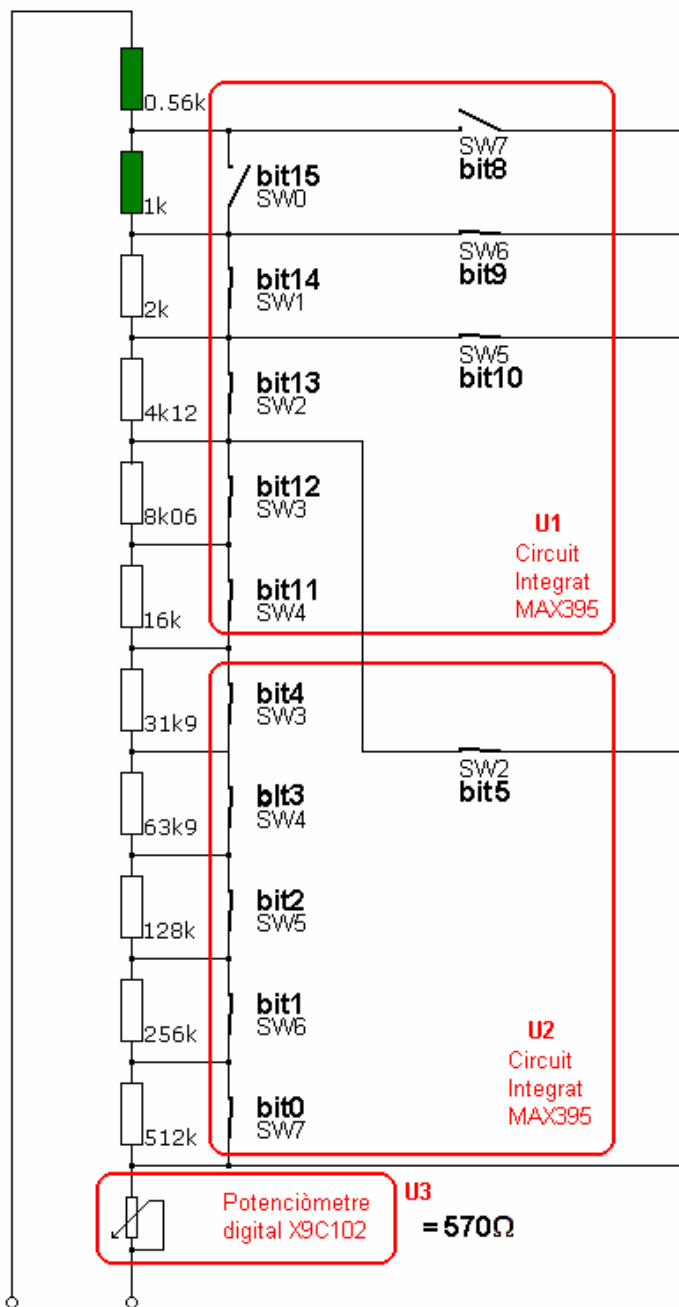 0.56k
SW7
bit8
bit15
SW0
1k
SW6
bit9
bit14
SW1
2k
SW5
bit10
bit13
SW2
4k12
bit12
SW3
8k06
U1
Circuit
Integrat
MAX395
bit11
SW4
16k
bit4
SW3
31k9
SW2
bit5
blt3
SW4
63k9
bit2
SW5
128k
bit1
SW6
256k
U2
Circuit
Integrat
MAX395
bit0
SW7
512k
U3
Potenciòmetre
digital X9C102
=570Ω